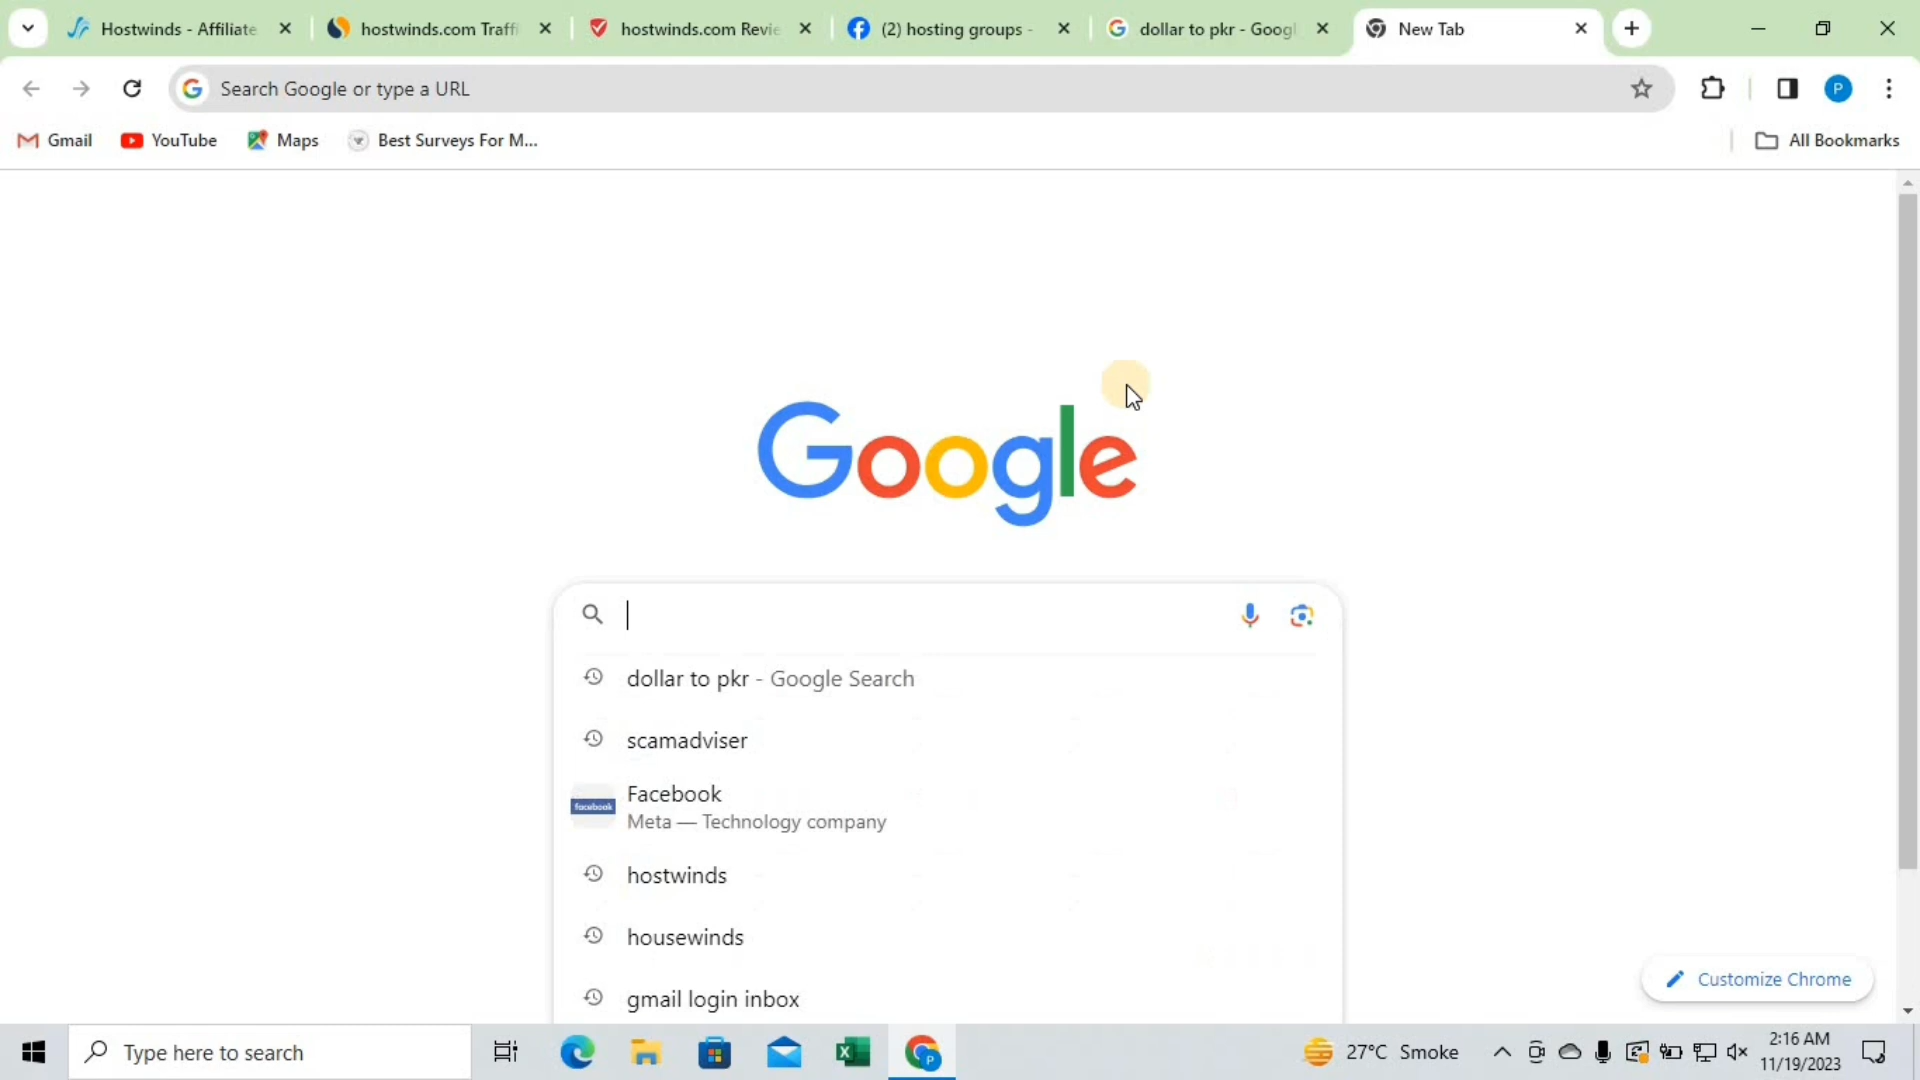 Hostwinds - Affiliate
hostwinds.com Traffi
hostwinds.com Revie
(2) hosting groups -
dollar to pkr - Googl
New Tab
Search Google or type a URL
P
Gmail
YouTube
Maps
Best Surveys For M...
All Bookmarks
Google
dollar to pkr - Google Search
scamadviser
facebook
Facebook
Meta — Technology company
hostwinds
housewinds
gmail login inbox
Customize Chrome
Type here to search
P
27°C Smoke
2:16 AM
11/19/2023